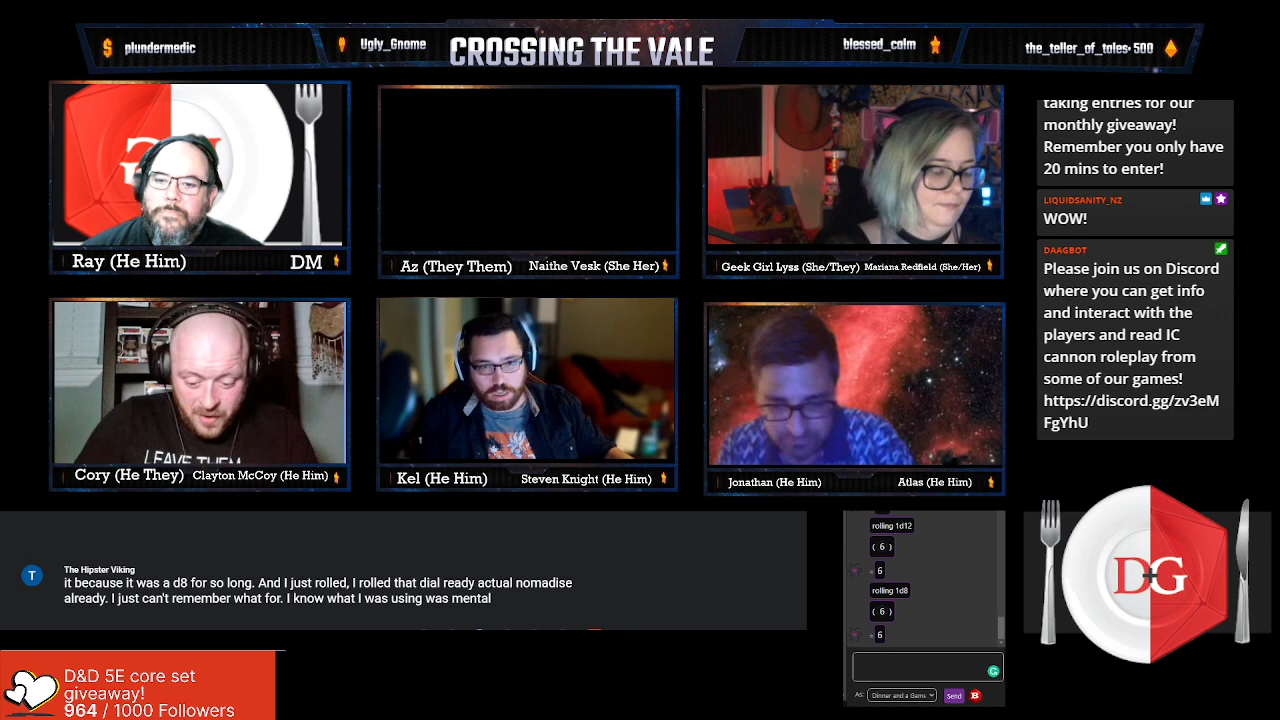 plundermedic
Ugly_Gnome
CROSSING THE VALE
blessed_calm
the_teller_of_tales: 500
Ray (He Him)
DM
Az (They Them)
Naithe Vesk (She Her)
Geek Girl Lyss (She/They)
Mariana Redfield (She/Her)
LEAVE THEM
Cory (He They)
Clayton McCoy (He Him)
Kel (He Him)
Steven Knight (He Him)
Jonathan (He Him)
Atlas (He Him)
taking entries for our
monthly giveaway!
Remember you only have
20 mins to enter!
LIQUIDSANITY_NZ
WOW!
DAAGBOT
Please join us on Discord
where you can get info
and interact with the
players and read IC
cannon roleplay from
some of our games!
https://discord.gg/zv3eM
FgYhU
T
The Hipster Viking
it because it was a d8 for so long. And I just rolled, I rolled that dial ready actual nomadise
already. I just can't remember what for. I know what I was using was mental
rolling 1d12
( 6 )
= 6
rolling 1d8
( 6 )
= 6
As:
Dinner and a Game
Send
B
D+G
D&D 5E core set
giveaway!
964 / 1000 Followers